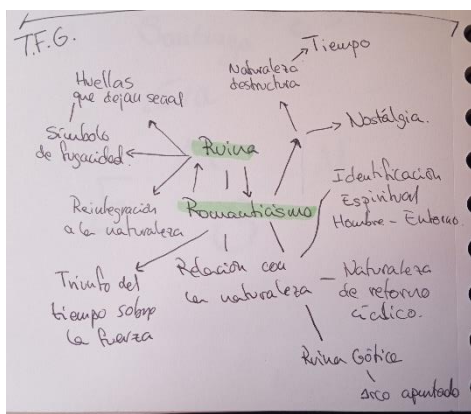 T.F.G.
Tiempo
Naturaleza
destructura
Huellas
que dejan señal
Nostálgia.
Símbolo
de fugacidad.
Ruina
Identificación
Espiritual
Hombre - Entorno
Reintegración
a la naturaleza
Romanticismo
Relación con
la naturaleza
Naturaleza
de retorno
cíclico.
Triunfo del
tiempo sobre
la fuerza
Ruina Gótica
Arco apuntado